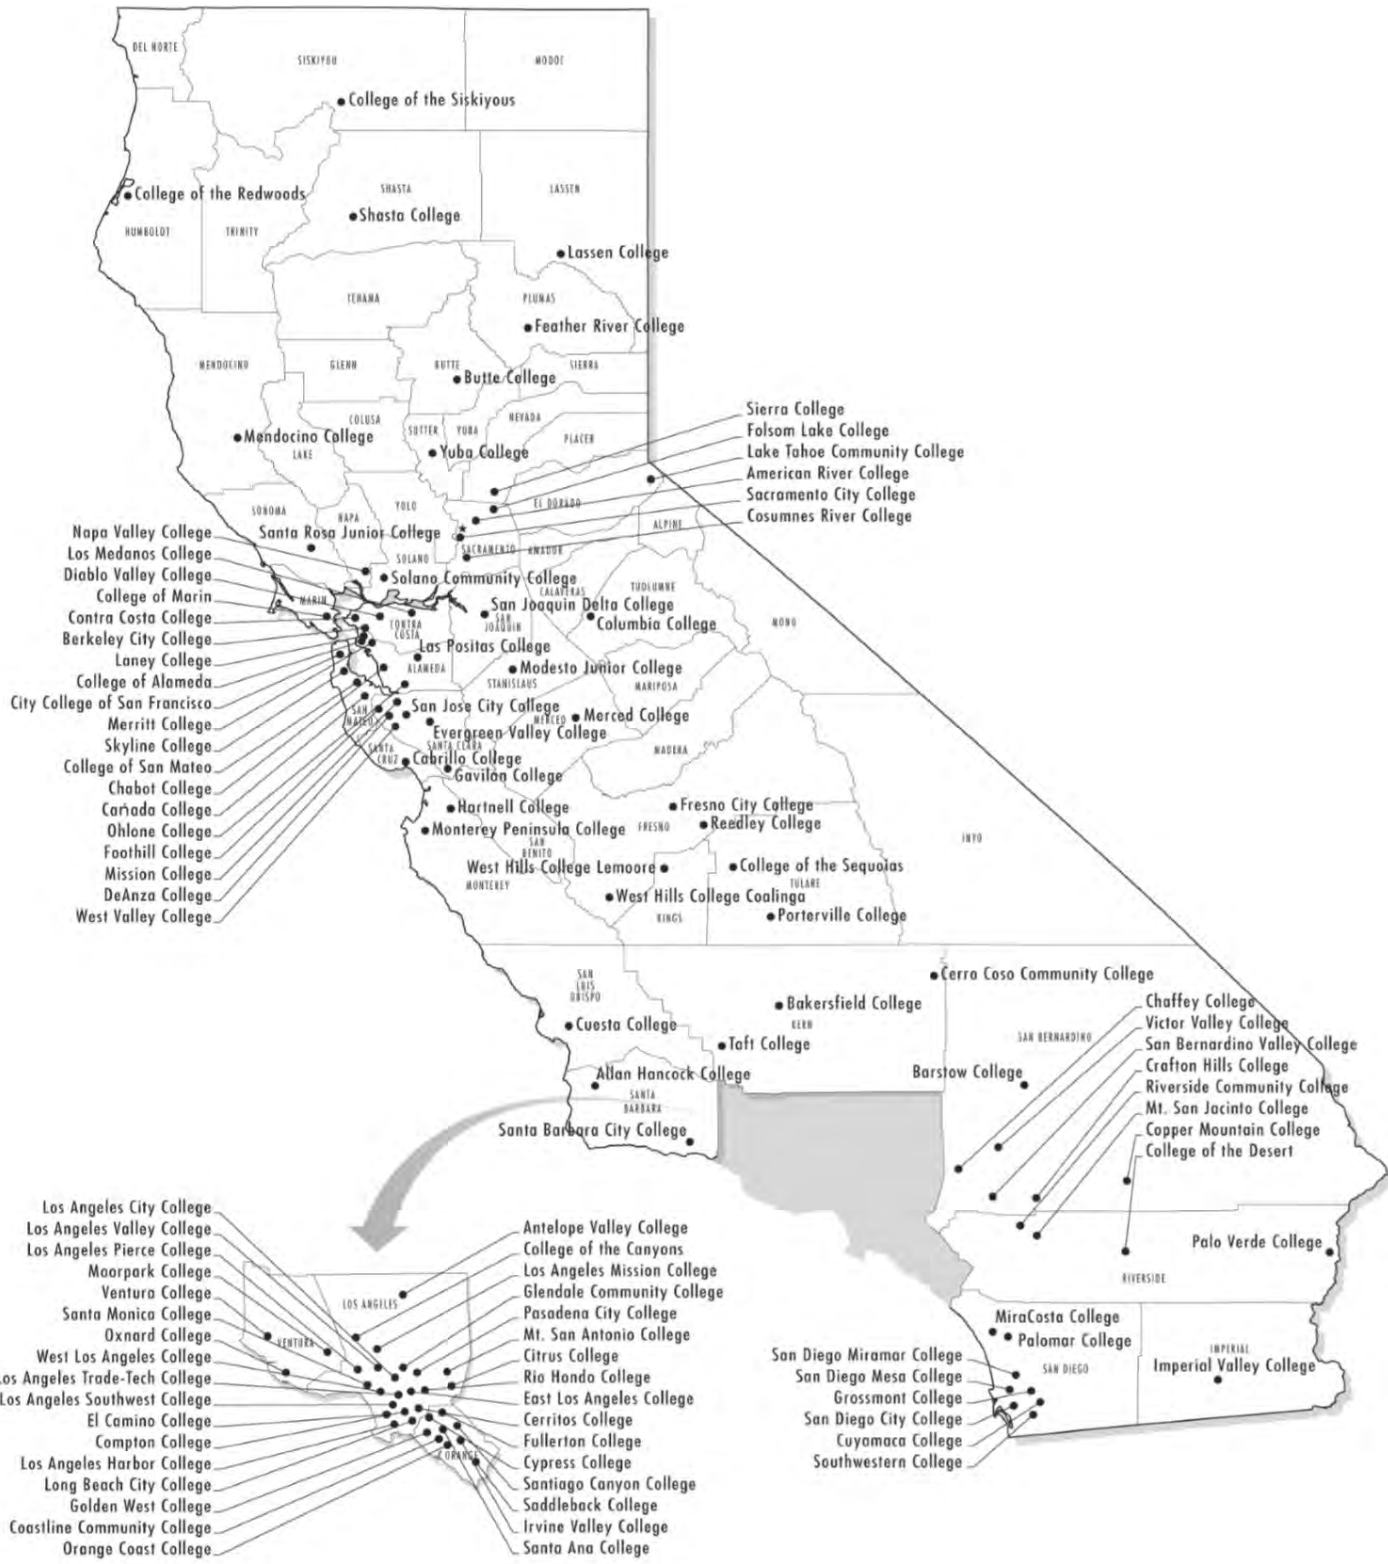 DEL NORTE
SISKIYOU
MODOC
College of the Siskiyous
College of the Redwoods
SHASTA
LASSEN
Shasta College
HUMBOLDT
TRINITY
Lassen College
TEHAMA
PLUMAS
Feather River College
MENDOCINO
GLENN
BUTTE
SIERRA
Butte College
COLUSA
SUTTER
YUBA
NEVADA
PLACER
Mendocino College
LAKE
Yuba College
Sierra College
Folsom Lake College
Lake Tahoe Community College
American River College
Sacramento City College
Cosumnes River College
SONOMA
NAPA
YOLO
EL DORADO
ALPINE
Santa Rosa Junior College
SACRAMENTO
AMADOR
SOLANO
Solano Community College
CALAVERAS
TUOLUMNE
MARIN
San Joaquin Delta College
SAN
JOAQUIN
Columbia College
MONO
CONTRA
COSTA
Las Positas College
ALAMEDA
STANISLAUS
Modesto Junior College
MARIPOSA
Napa Valley College
Los Medanos College
Diablo Valley College
College of Marin
Contra Costa College
Berkeley City College
Laney College
College of Alameda
City College of San Francisco
Merritt College
Skyline College
College of San Mateo
Chabot College
Cañada College
Ohlone College
Foothill College
Mission College
DeAnza College
West Valley College
SAN
MATEO
San Jose City College
MERCED
Merced College
Evergreen Valley College
SANTA
CRUZ
SANTA CLARA
MADERA
Cabrillo College
Gavilan College
Hartnell College
Fresno City College
Monterey Peninsula College
FRESNO
Reedley College
SAN
BENITO
INYO
West Hills College Lemoore
College of the Sequoias
MONTEREY
TULARE
West Hills College Coalinga
KINGS
Porterville College
SAN
LUIS
OBISPO
Cerro Coso Community College
Bakersfield College
KERN
Cuesta College
Taft College
SAN BERNARDINO
Allan Hancock College
Barstow College
SANTA
BARBARA
Santa Barbara City College
Chaffey College
Victor Valley College
San Bernardino Valley College
Crafton Hills College
Riverside Community College
Mt. San Jacinto College
Copper Mountain College
College of the Desert
Palo Verde College
RIVERSIDE
MiraCosta College
Palomar College
SAN DIEGO
IMPERIAL
Imperial Valley College
San Diego Miramar College
San Diego Mesa College
Grossmont College
San Diego City College
Cuyamaca College
Southwestern College
Los Angeles City College
Los Angeles Valley College
Los Angeles Pierce College
Moorpark College
Ventura College
Santa Monica College
Oxnard College
West Los Angeles College
Los Angeles Trade-Tech College
Los Angeles Southwest College
El Camino College
Compton College
Los Angeles Harbor College
Long Beach City College
Golden West College
Coastline Community College
Orange Coast College
LOS ANGELES
VENTURA
ORANGE
Antelope Valley College
College of the Canyons
Los Angeles Mission College
Glendale Community College
Pasadena City College
Mt. San Antonio College
Citrus College
Rio Hondo College
East Los Angeles College
Cerritos College
Fullerton College
Cypress College
Santiago Canyon College
Saddleback College
Irvine Valley College
Santa Ana College